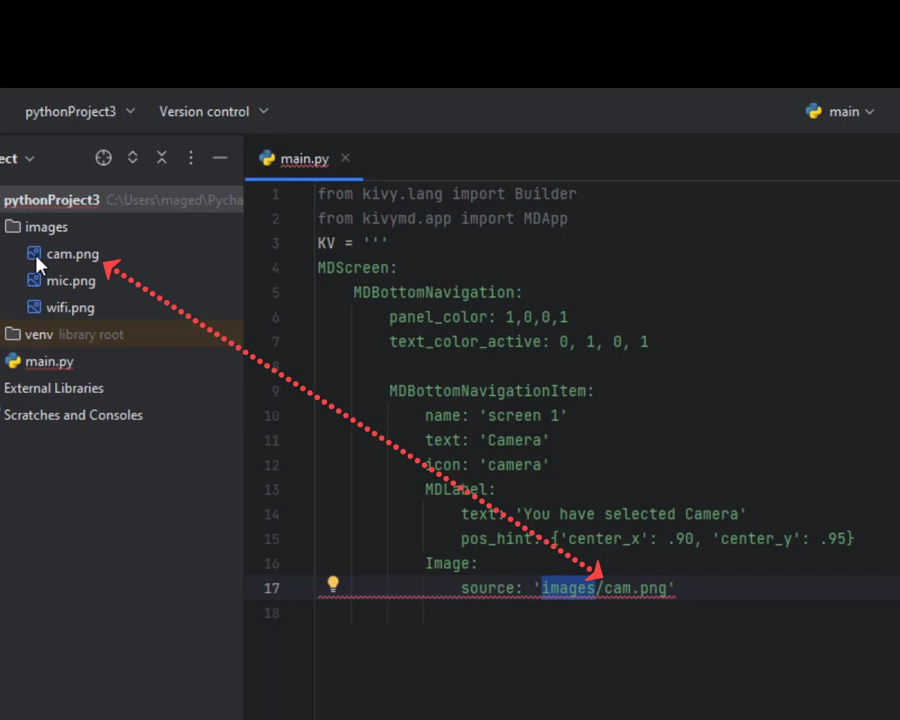 pythonProject3 Version control main
ect
main.py
pythonProject3 C:\Users\maged\Pycha
images
cam.png
mic.png
wifi.png
venv library root
main.py
External Libraries
Scratches and Consoles
1 from kivy.lang import Builder
2 from kivymd.app import MDApp
3 KV = '''
4 MDScreen:
5 MDBottomNavigation:
6 panel_color: 1,0,0,1
7 text_color_active: 0, 1, 0, 1
8
9 MDBottomNavigationItem:
10 name: 'screen 1'
11 text: 'Camera'
12 icon: 'camera'
13 MDLabel:
14 text: 'You have selected Camera'
15 pos_hint: {'center_x': .90, 'center_y': .95}
16 Image:
17 source: 'images/cam.png'
18